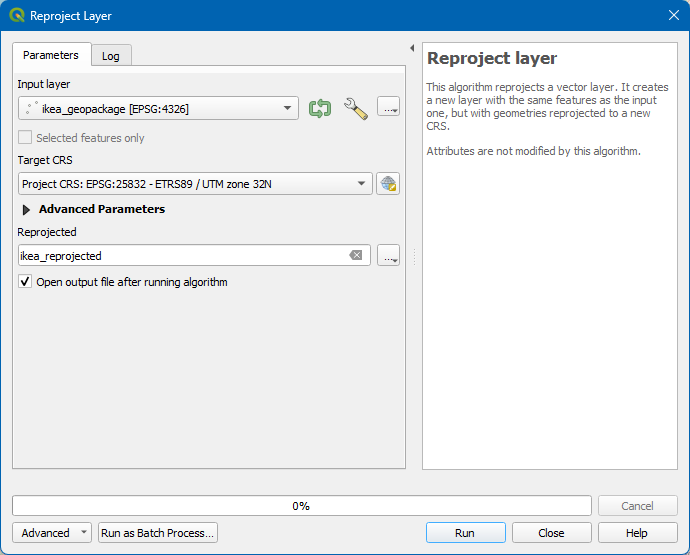 Reproject Layer
Parameters
Log
Input layer
ikea_geopackage [EPSG:4326]
...
Selected features only
Target CRS
Project CRS: EPSG:25832 - ETRS89 / UTM zone 32N
Advanced Parameters
Reprojected
ikea_reprojected
...
Open output file after running algorithm
Reproject layer
This algorithm reprojects a vector layer. It creates
a new layer with the same features as the input
one, but with geometries reprojected to a new
CRS.
Attributes are not modified by this algorithm.
0%
Cancel
Advanced
Run as Batch Process...
Run
Close
Help